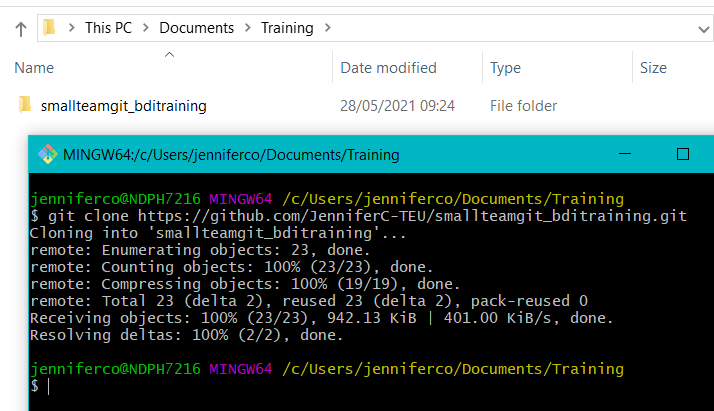 This PC > Documents > Training >
Name Date modified Type Size
smallteamgit_bditraining 28/05/2021 09:24 File folder
MINGW64:/c/Users/jenniferco/Documents/Training
jenniferco@NDPH7216 MINGW64 /c/Users/jenniferco/Documents/Training
$ git clone https://github.com/JenniferC-TEU/smallteamgit_bditraining.git
Cloning into 'smallteamgit_bditraining'...
remote: Enumerating objects: 23, done.
remote: Counting objects: 100% (23/23), done.
remote: Compressing objects: 100% (19/19), done.
remote: Total 23 (delta 2), reused 23 (delta 2), pack-reused 0
Receiving objects: 100% (23/23), 942.13 KiB | 401.00 KiB/s, done.
Resolving deltas: 100% (2/2), done.
jenniferco@NDPH7216 MINGW64 /c/Users/jenniferco/Documents/Training
$